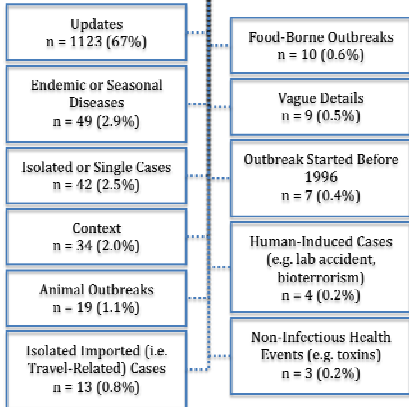 Updates
n = 1123 (67%)
Endemic or Seasonal
Diseases
n = 49 (2.9%)
Isolated or Single Cases
n = 42 (2.5%)
Context
n = 34 (2.0%)
Animal Outbreaks
n = 19 (1.1%)
Isolated Imported (i.e.
Travel-Related) Cases
n = 13 (0.8%)
Food-Borne Outbreaks
n = 10 (0.6%)
Vague Details
n = 9 (0.5%)
Outbreak Started Before
1996
n = 7 (0.4%)
Human-Induced Cases
(e.g. lab accident,
bioterrorism)
n = 4 (0.2%)
Non-Infectious Health
Events (e.g. toxins)
n = 3 (0.2%)